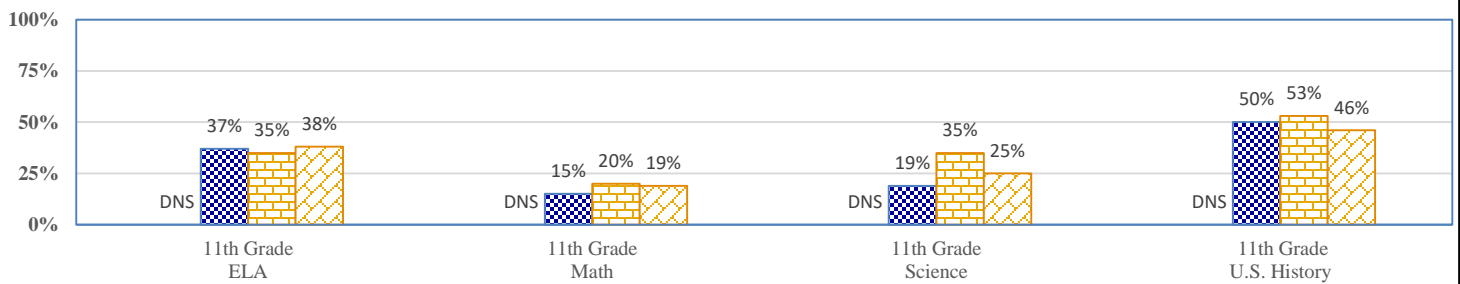 100%
75%
50%
25%
0%
DNS 37% 35% 38%
DNS 15% 20% 19%
DNS 19% 35% 25%
DNS 50% 53% 46%
11th Grade
ELA
11th Grade
Math
11th Grade
Science
11th Grade
U.S. History